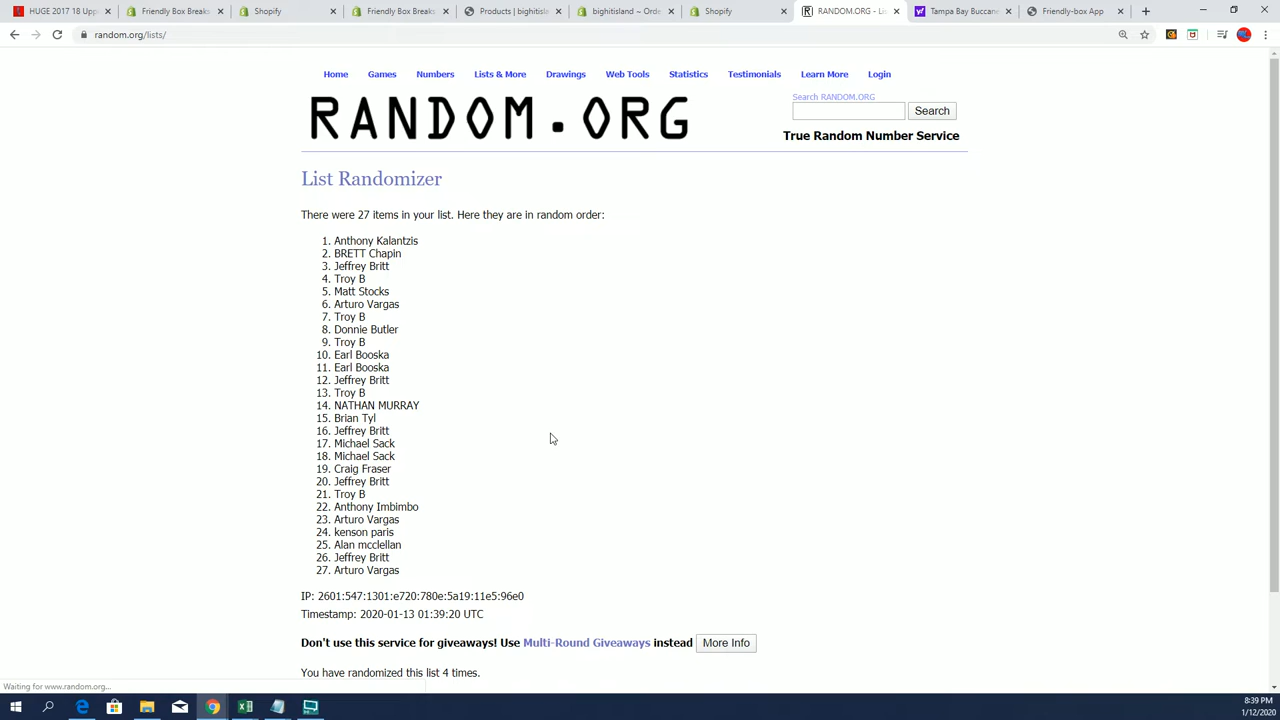 HUGE 2017 18 Upp
Friendly Box Breaks
Shopify
Friendly Box Breaks
Products | bighitislan
bighitisland ~ Orde
Shopify
RANDOM.ORG - Lis
Tampa Bay Buccane
Friendly-box App
random.org/lists/
Home Games Numbers Lists & More Drawings Web Tools Statistics Testimonials Learn More Login
RANDOM.ORG
Search RANDOM.ORG
Search
True Random Number Service
List Randomizer
There were 27 items in your list. Here they are in random order:
1. Anthony Kalantzis
2. BRETT Chapin
3. Jeffrey Britt
4. Troy B
5. Matt Stocks
6. Arturo Vargas
7. Troy B
8. Donnie Butler
9. Troy B
10. Earl Booska
11. Earl Booska
12. Jeffrey Britt
13. Troy B
14. NATHAN MURRAY
15. Brian Tyl
16. Jeffrey Britt
17. Michael Sack
18. Michael Sack
19. Craig Fraser
20. Jeffrey Britt
21. Troy B
22. Anthony Imbimbo
23. Arturo Vargas
24. kenson paris
25. Alan mcclellan
26. Jeffrey Britt
27. Arturo Vargas
IP: 2601:547:1301:e720:780e:5a19:11e5:96e0
Timestamp: 2020-01-13 01:39:20 UTC
Don't use this service for giveaways! Use Multi-Round Giveaways instead More Info
You have randomized this list 4 times.
Waiting for www.random.org...
8:39 PM
1/12/2020